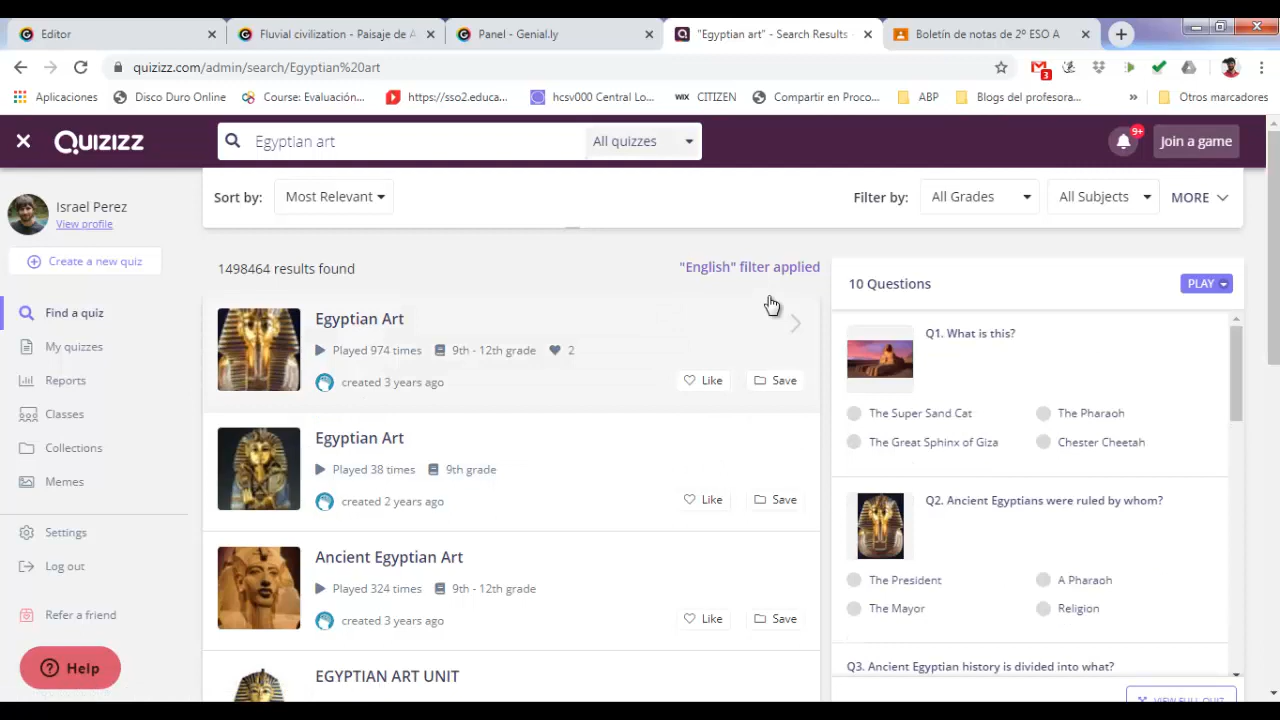 Editor
Fluvial civilization - Paisaje de A
Panel - Genial.ly
"Egyptian art" - Search Results
Boletín de notas de 2º ESO A
quizizz.com/admin/search/Egyptian%20art
3
Aplicaciones
Disco Duro Online
Course: Evaluación...
https://sso2.educa...
hcsv000 Central Lo...
WIX CITIZEN
Compartir en Proco...
ABP
Blogs del profesora...
»
Otros marcadores
QUIZIZZ
Egyptian art
All quizzes
9+
Join a game
Israel Perez
View profile
Create a new quiz
Find a quiz
My quizzes
Reports
Classes
Collections
Memes
Settings
Log out
Refer a friend
Help
Sort by:
Most Relevant
Filter by:
All Grades
All Subjects
MORE
1498464 results found
"English" filter applied
Egyptian Art
Played 974 times
9th - 12th grade
2
created 3 years ago
Like
Save
Egyptian Art
Played 38 times
9th grade
created 2 years ago
Like
Save
Ancient Egyptian Art
Played 324 times
9th - 12th grade
created 3 years ago
Like
Save
EGYPTIAN ART UNIT
10 Questions
PLAY
Q1. What is this?
The Super Sand Cat
The Pharaoh
The Great Sphinx of Giza
Chester Cheetah
Q2. Ancient Egyptians were ruled by whom?
The President
A Pharaoh
The Mayor
Religion
Q3. Ancient Egyptian history is divided into what?
VIEW FULL QUIZ